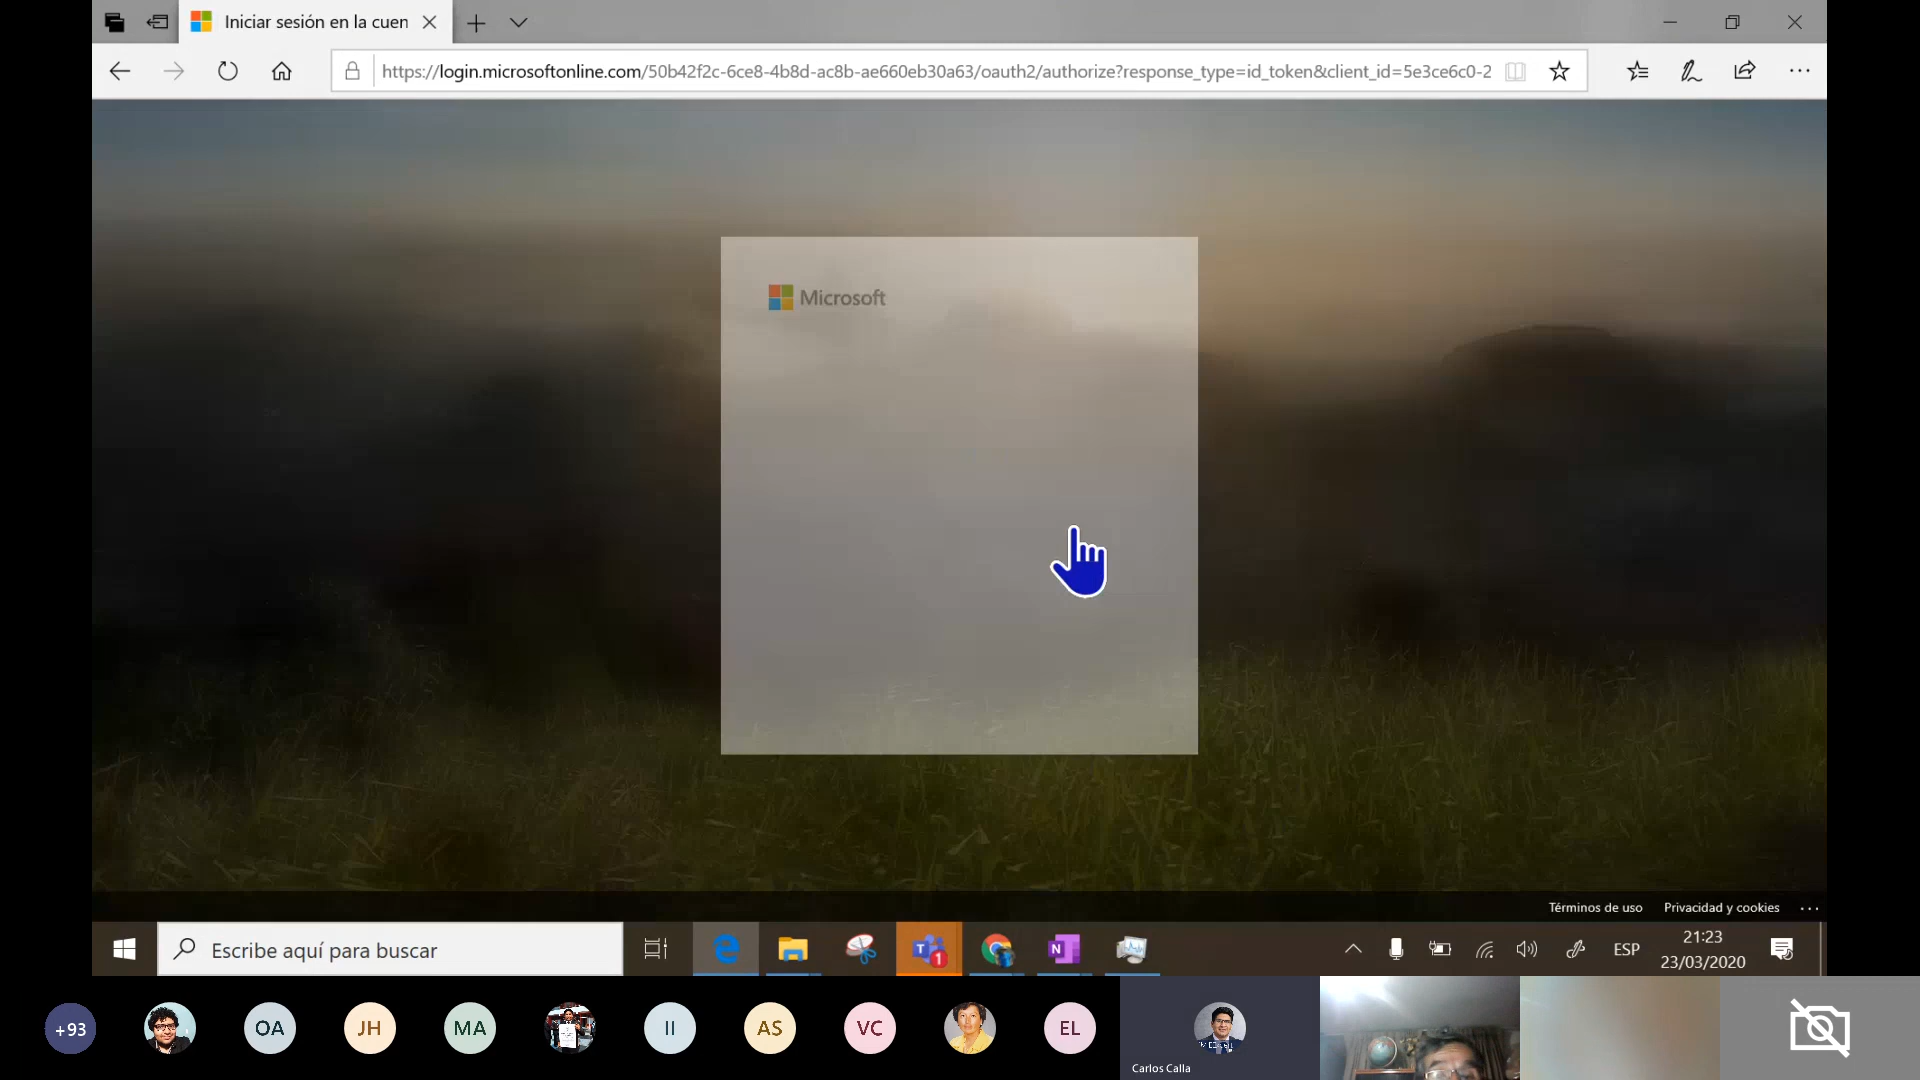 Iniciar sesión en la cuen
https://login.microsoftonline.com/50b42f2c-6ce8-4b8d-ac8b-ae660eb30a63/oauth2/authorize?response_type=id_token&client_id=5e3ce6c0-2
Microsoft
Términos de uso Privacidad y cookies
Escribe aquí para buscar
1
N
ESP
21:23
23/03/2020
+93
OA
JH
MA
II
AS
VC
EL
Carlos Calla